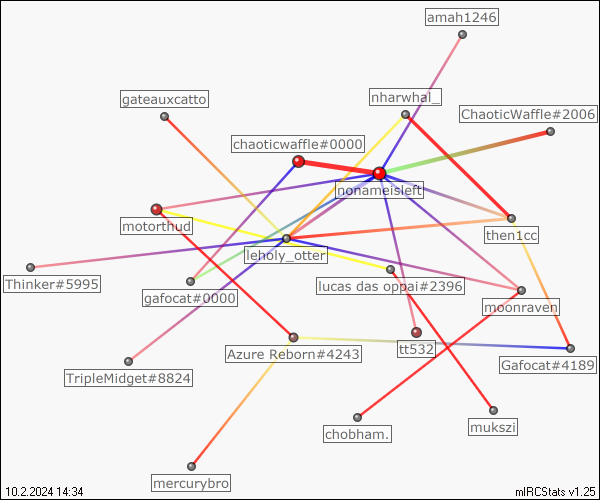 amah1246
gateauxcatto
nharwhal_
ChaoticWaffle#2006
chaoticwaffle#0000
nonameisleft
motorthud
then1cc
leholy_otter
Thinker#5995
gafocat#0000
lucas das oppai#2396
moonraven
Azure Reborn#4243
tt532
Gafocat#4189
TripleMidget#8824
chobham.
mukszi
mercurybro
10.2.2024 14:34
mIRCStats v1.25